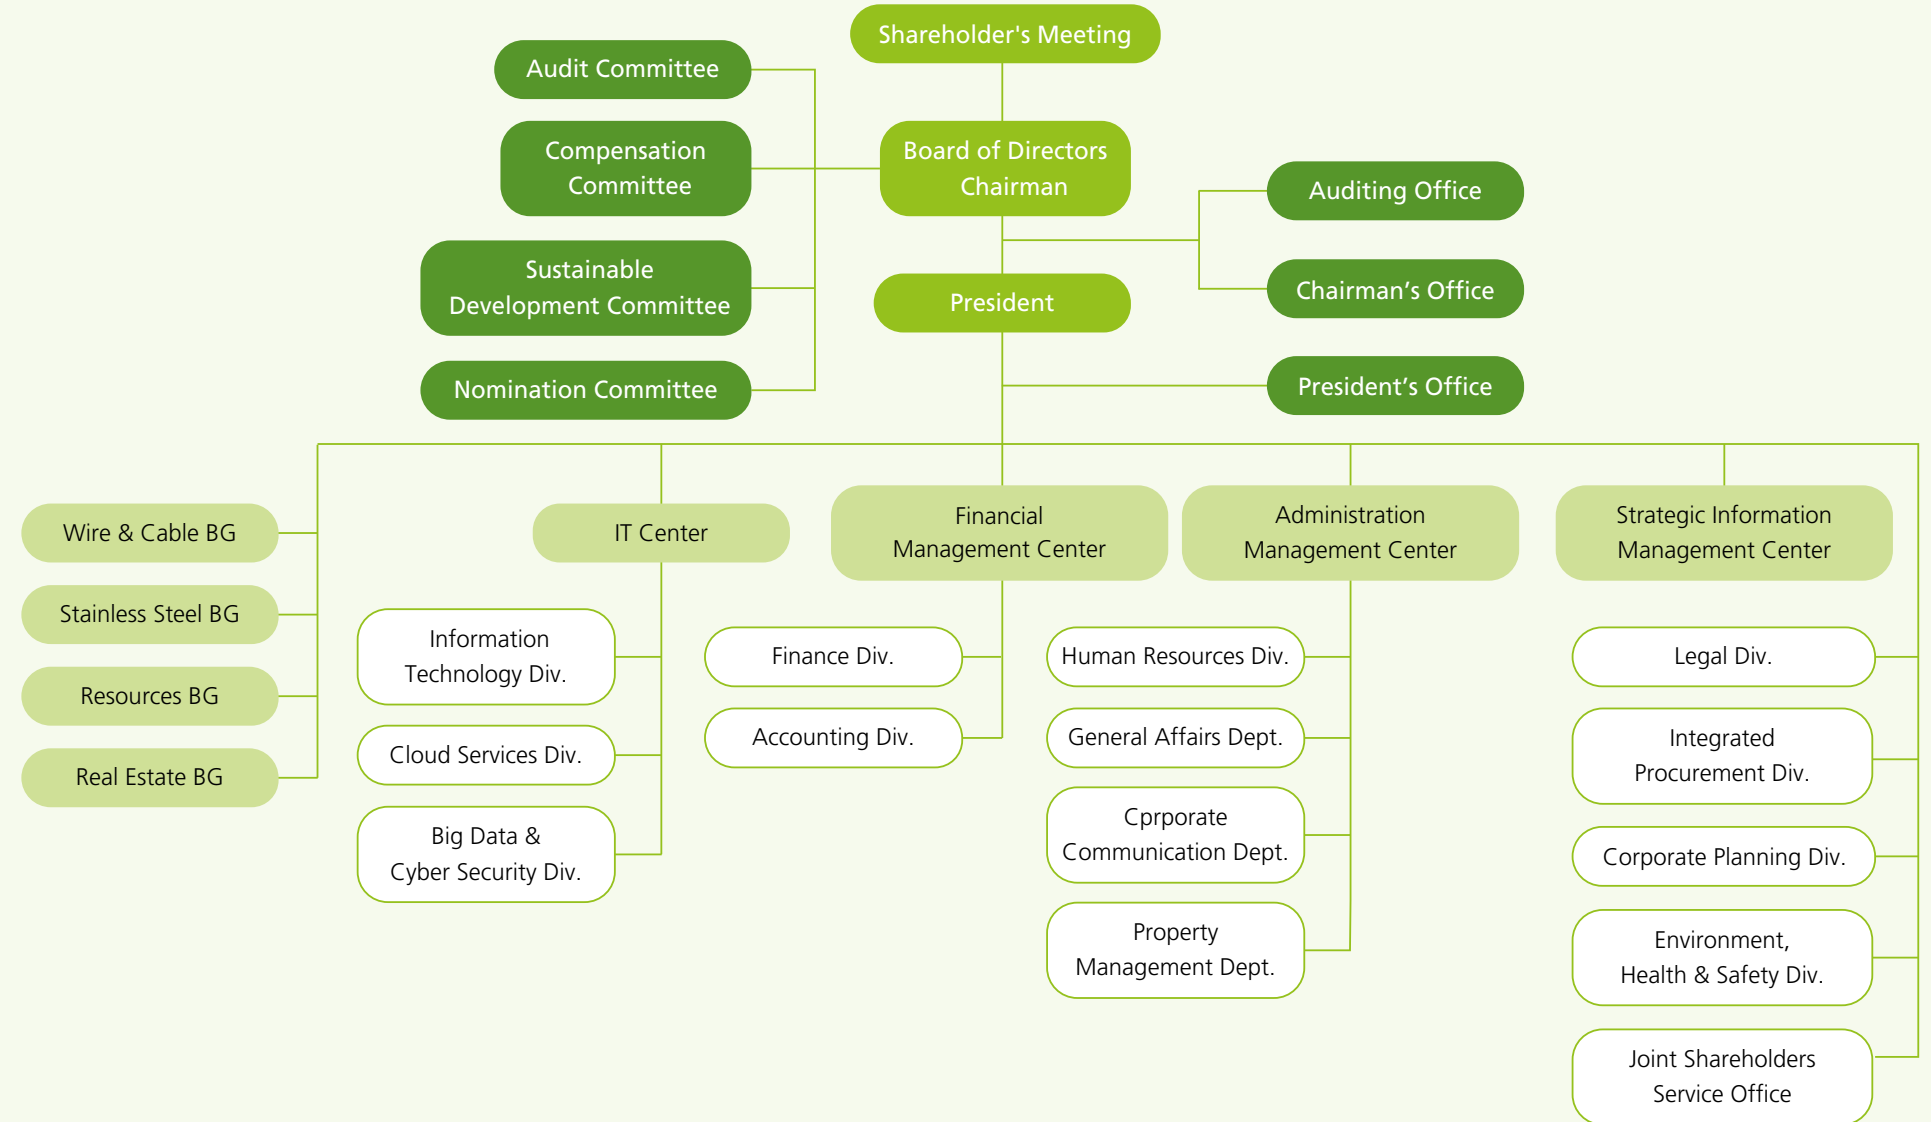 Shareholder's Meeting
Audit Committee
Compensation
Committee
Board of Directors
Chairman
Auditing Office
Sustainable
Development Committee
President
Chairman’s Office
Nomination Committee
President’s Office
Wire & Cable BG
Stainless Steel BG
Resources BG
Real Estate BG
IT Center
Information
Technology Div.
Cloud Services Div.
Big Data &
Cyber Security Div.
Financial
Management Center
Finance Div.
Accounting Div.
Administration
Management Center
Human Resources Div.
General Affairs Dept.
Cprporate
Communication Dept.
Property
Management Dept.
Strategic Information
Management Center
Legal Div.
Integrated
Procurement Div.
Corporate Planning Div.
Environment,
Health & Safety Div.
Joint Shareholders
Service Office